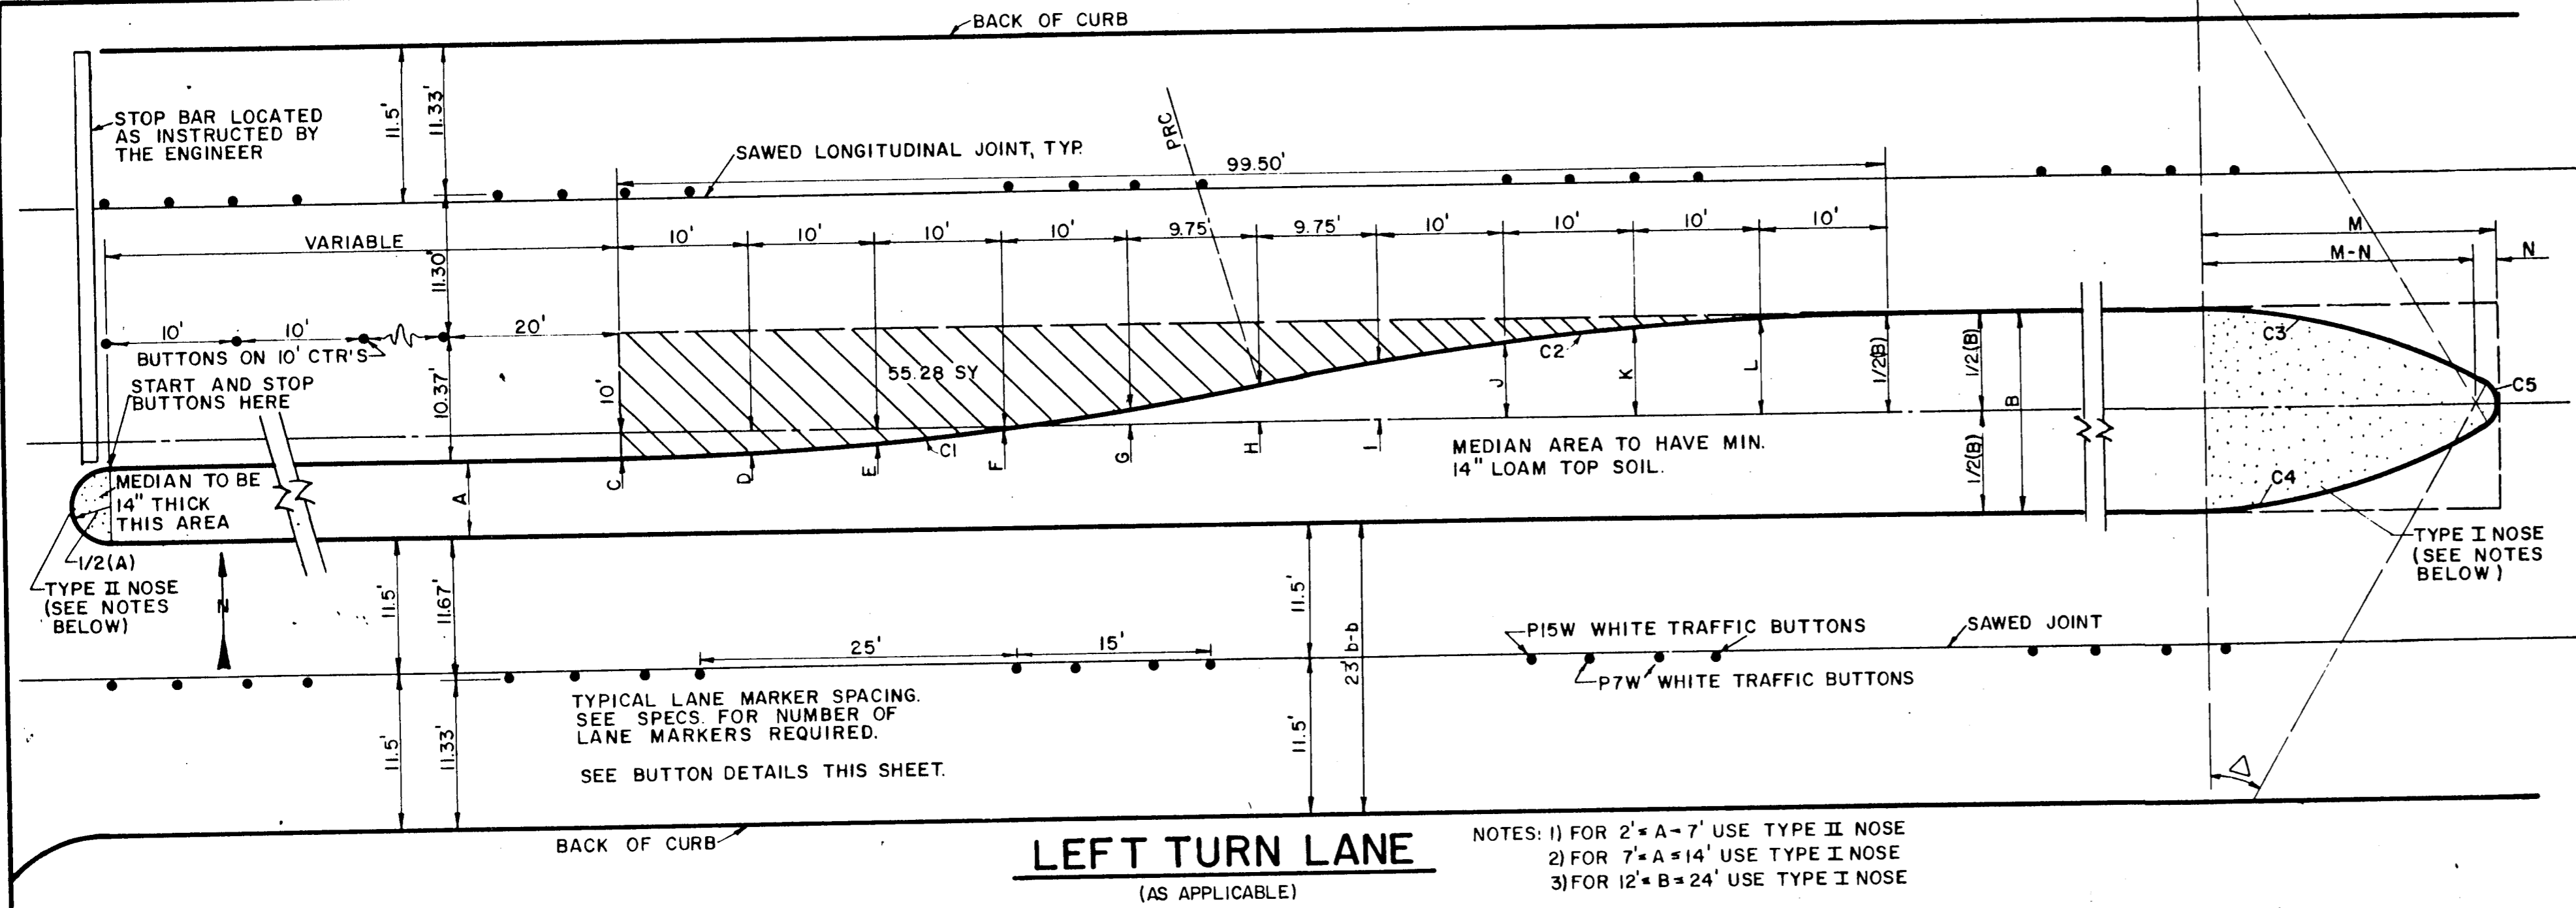 BACK OF CURB
STOP BAR LOCATED
AS INSTRUCTED BY
THE ENGINEER
11.5'
11.33'
SAWED LONGITUDINAL JOINT, TYP.
PRC
99.50'
VARIABLE
10'
10'
10'
10'
9.75'
9.75'
10'
10'
10'
10'
M
M-N
N
11.30'
10'
10'
20'
BUTTONS ON 10' CTR'S
START AND STOP
BUTTONS HERE
10.37'
10'
55.28 SY
C1
C2
C3
C4
C5
C
D
E
F
G
H
I
J
K
L
1/2(B)
1/2(B)
1/2(B)
B
A
MEDIAN AREA TO HAVE MIN.
14" LOAM TOP SOIL.
MEDIAN TO BE
14" THICK
THIS AREA
1/2(A)
TYPE II NOSE
(SEE NOTES
BELOW)
N
TYPE I NOSE
(SEE NOTES
BELOW)
11.5'
11.67'
11.5'
23' b-b
25'
15'
P15W WHITE TRAFFIC BUTTONS
SAWED JOINT
P7W WHITE TRAFFIC BUTTONS
TYPICAL LANE MARKER SPACING.
SEE SPECS. FOR NUMBER OF
LANE MARKERS REQUIRED.
SEE BUTTON DETAILS THIS SHEET.
11.5'
11.33'
11.5'
Δ
BACK OF CURB
LEFT TURN LANE
(AS APPLICABLE)
NOTES: 1) FOR 2' ≤ A - 7' USE TYPE II NOSE
2) FOR 7' ≤ A ≤ 14' USE TYPE I NOSE
3) FOR 12' ≤ B ≤ 24' USE TYPE I NOSE